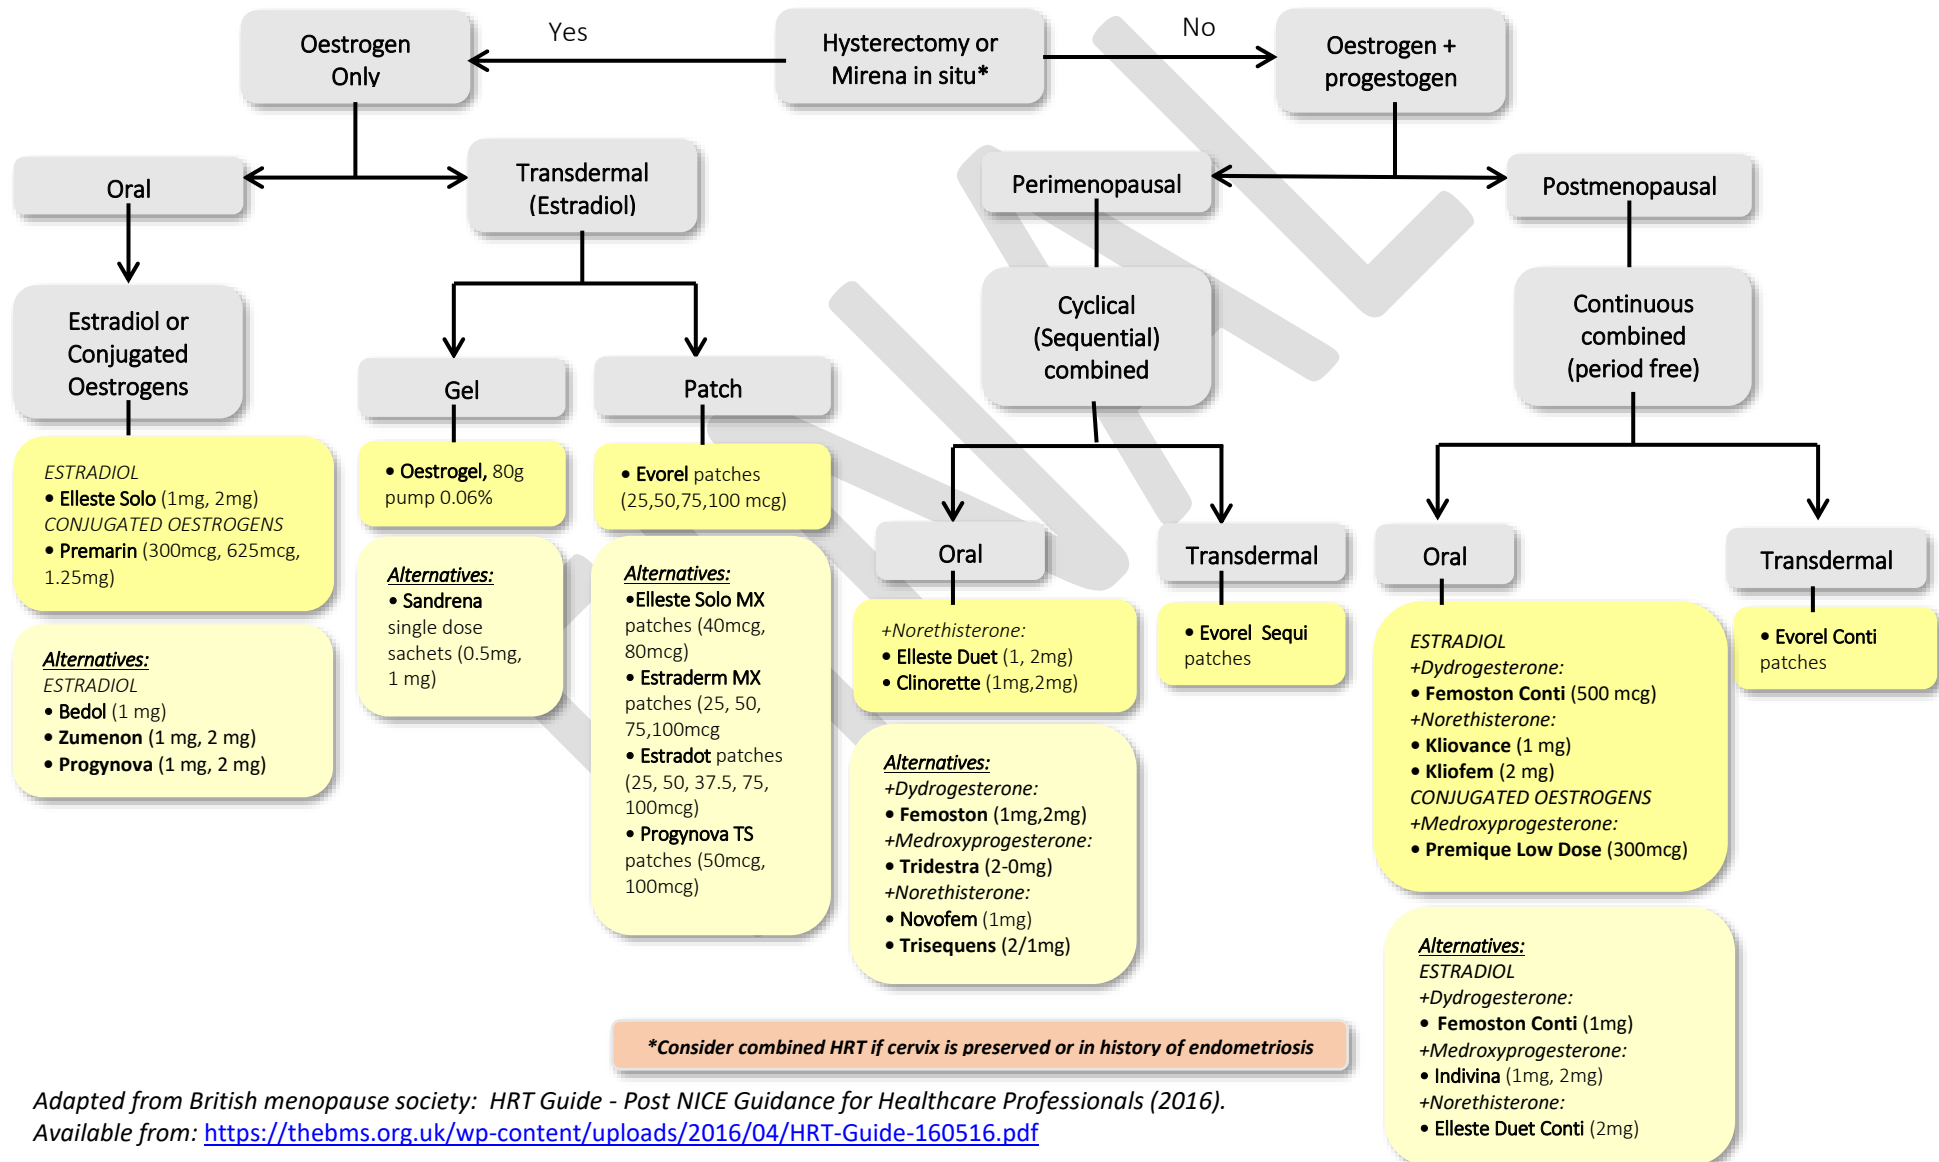 Hysterectomy or
Mirena in situ*
Yes
No
Oestrogen
Only
Oestrogen +
progestogen
Oral
Transdermal
(Estradiol)
Perimenopausal
Postmenopausal
Estradiol or
Conjugated
Oestrogens
Gel
Patch
Cyclical
(Sequential)
combined
Continuous
combined
(period free)
ESTRADIOL
• Elleste Solo (1mg, 2mg)
CONJUGATED OESTROGENS
• Premarin (300mcg, 625mcg,
1.25mg)
Alternatives:
ESTRADIOL
• Bedol (1 mg)
• Zumenon (1 mg, 2 mg)
• Progynova (1 mg, 2 mg)
• Oestrogel, 80g
pump 0.06%
Alternatives:
• Sandrena
single dose
sachets (0.5mg,
1 mg)
• Evorel patches
(25,50,75,100 mcg)
Alternatives:
•Elleste Solo MX
patches (40mcg,
80mcg)
• Estraderm MX
patches (25, 50,
75,100mcg
• Estradot patches
(25, 50, 37.5, 75,
100mcg)
• Progynova TS
patches (50mcg,
100mcg)
Oral
Transdermal
+Norethisterone:
• Elleste Duet (1, 2mg)
• Clinorette (1mg,2mg)
Alternatives:
+Dydrogesterone:
• Femoston (1mg,2mg)
+Medroxyprogesterone:
• Tridestra (2-0mg)
+Norethisterone:
• Novofem (1mg)
• Trisequens (2/1mg)
• Evorel Sequi
patches
Oral
Transdermal
ESTRADIOL
+Dydrogesterone:
• Femoston Conti (500 mcg)
+Norethisterone:
• Kliovance (1 mg)
• Kliofem (2 mg)
CONJUGATED OESTROGENS
+Medroxyprogesterone:
• Premique Low Dose (300mcg)
Alternatives:
ESTRADIOL
+Dydrogesterone:
• Femoston Conti (1mg)
+Medroxyprogesterone:
• Indivina (1mg, 2mg)
+Norethisterone:
• Elleste Duet Conti (2mg)
• Evorel Conti
patches
*Consider combined HRT if cervix is preserved or in history of endometriosis
Adapted from British menopause society: HRT Guide - Post NICE Guidance for Healthcare Professionals (2016).
Available from: https://thebms.org.uk/wp-content/uploads/2016/04/HRT-Guide-160516.pdf